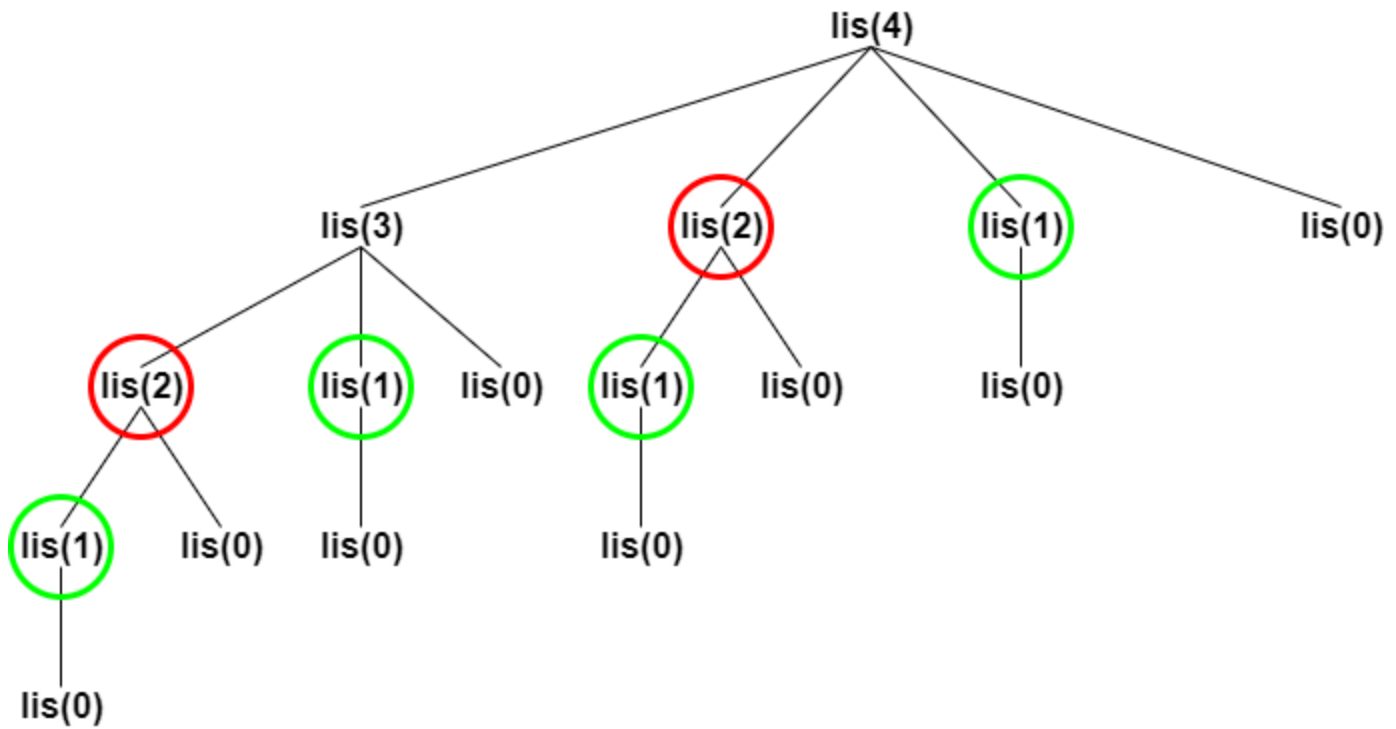 lis(4)
lis(3) lis(2) lis(1) lis(0)
lis(2) lis(1) lis(0) lis(1) lis(0) lis(0)
lis(1) lis(0) lis(0) lis(0)
lis(0)